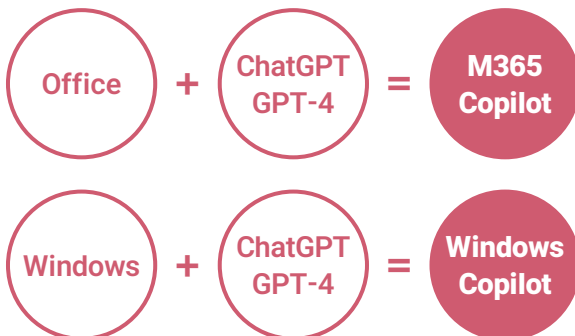 Office + ChatGPT GPT-4 = M365 Copilot
Windows + ChatGPT GPT-4 = Windows Copilot